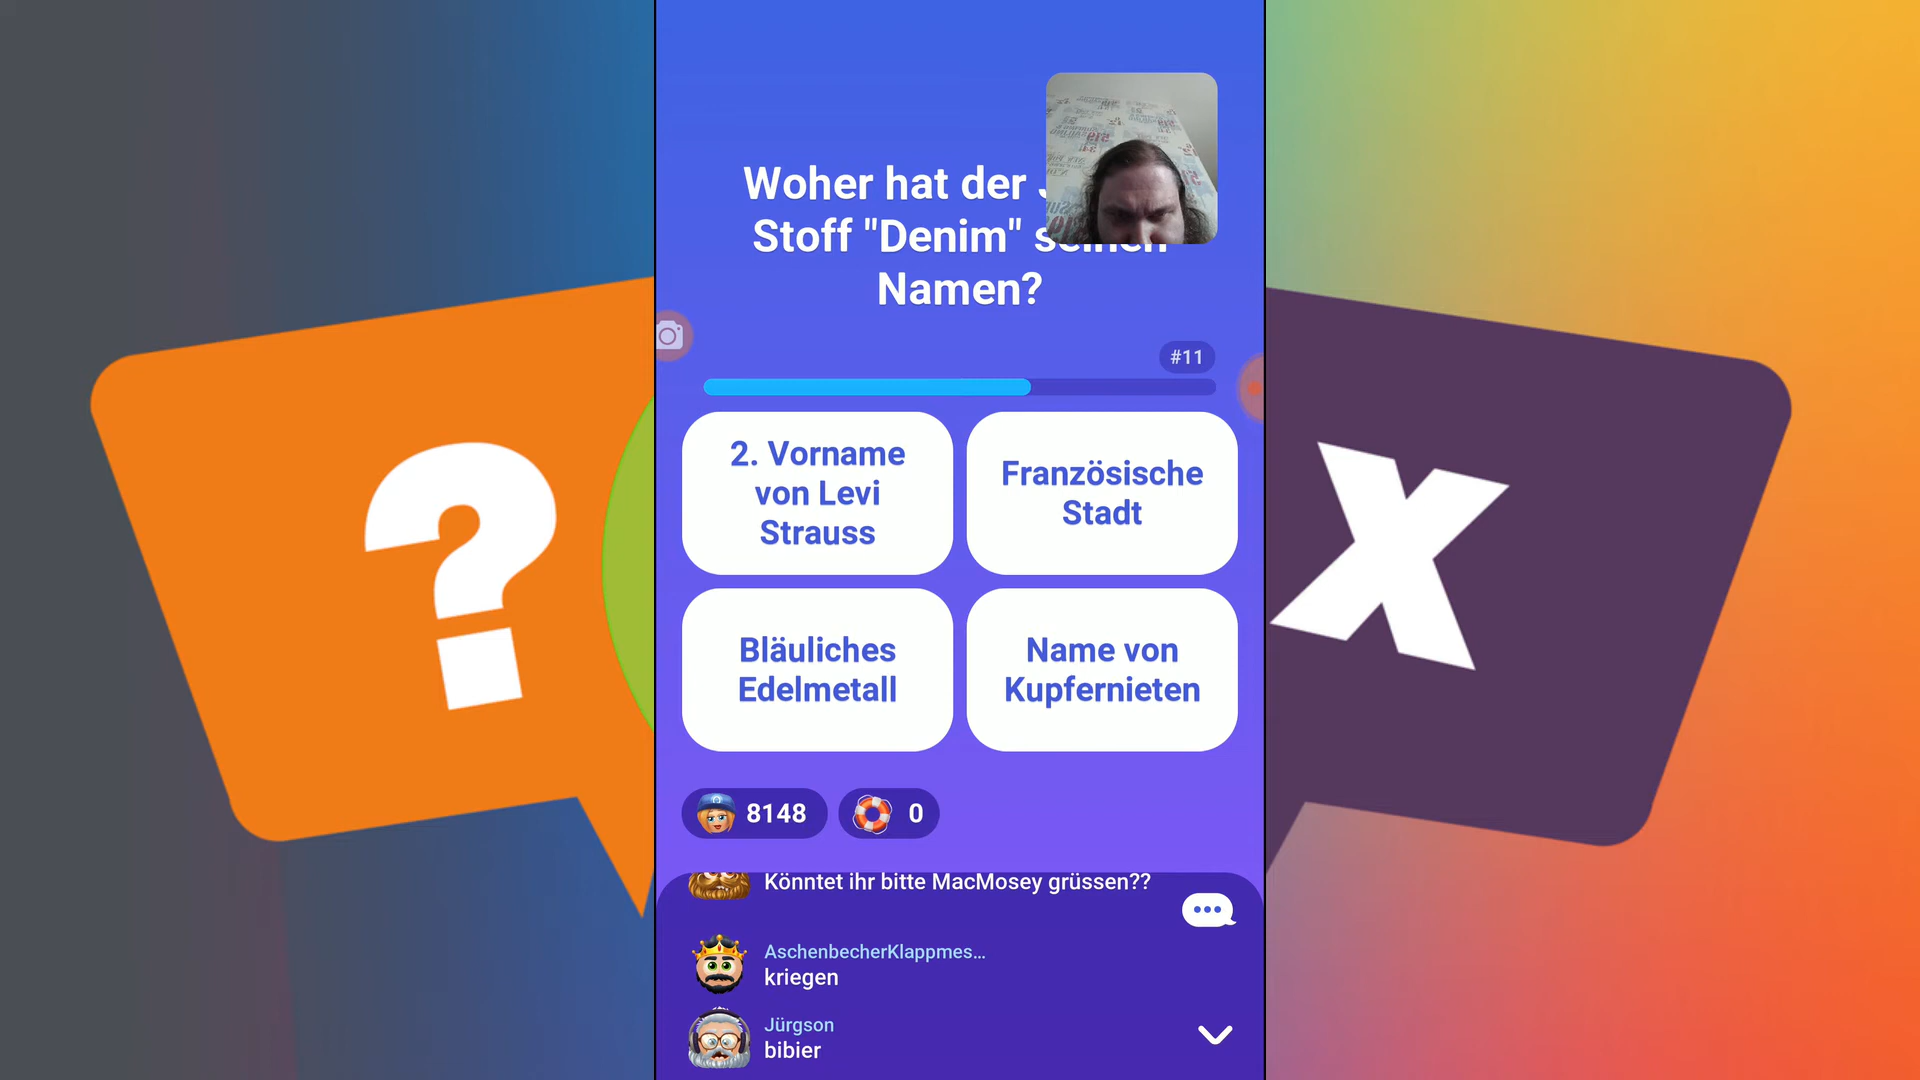 Woher hat der
Stoff "Denim" seinen
Namen?
#11
2. Vorname
von Levi
Strauss
Französische
Stadt
Bläuliches
Edelmetall
Name von
Kupfernieten
8148
0
Könntet ihr bitte MacMosey grüssen??
AschenbecherKlappmes...
kriegen
Jürgson
bibier
?
X